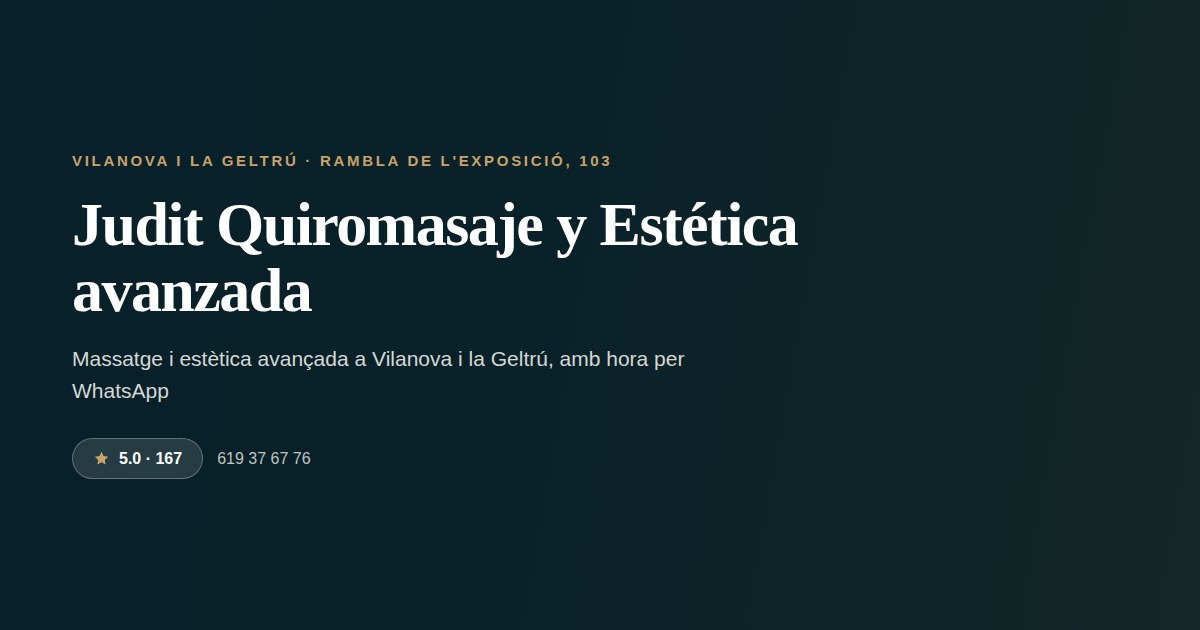 VILANOVA I LA GELTRÚ · RAMBLA DE L'EXPOSICIÓ, 103
Judit Quiromasaje y Estética
avanzada
Massatge i estètica avançada a Vilanova i la Geltrú, amb hora per
WhatsApp
★ 5.0 · 167 619 37 67 76